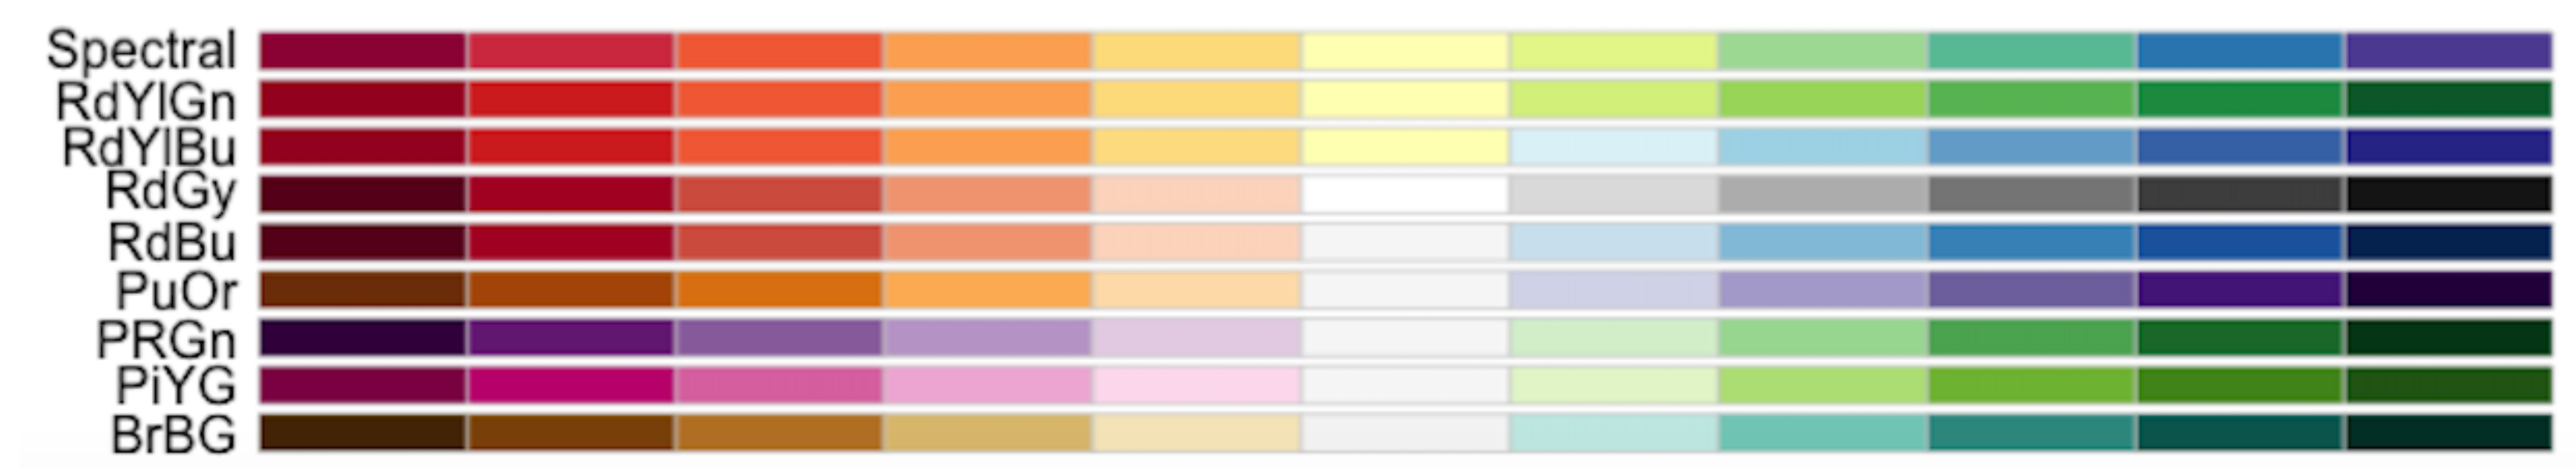 Spectral
RdYlGn
RdYlBu
RdGy
RdBu
PuOr
PRGn
PiYG
BrBG